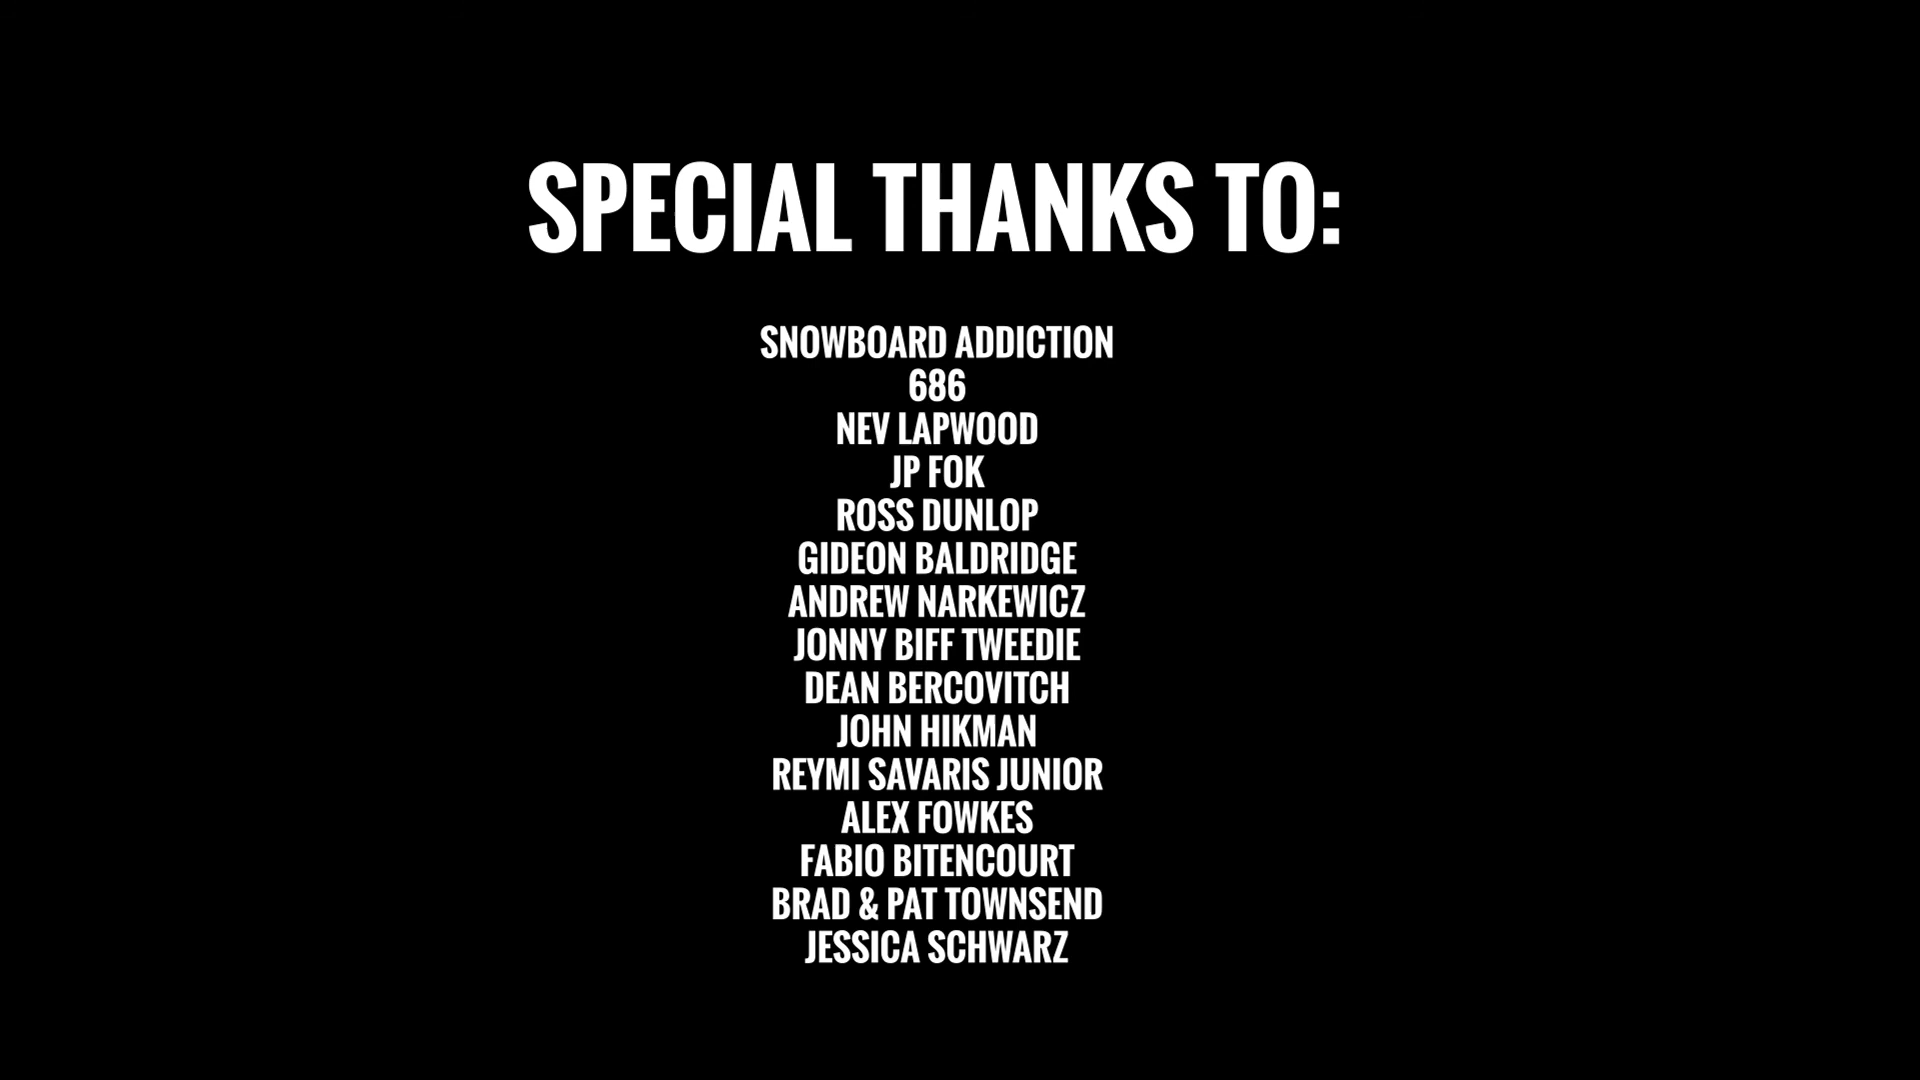 SPECIAL THANKS TO:
SNOWBOARD ADDICTION
686
NEV LAPWOOD
JP FOK
ROSS DUNLOP
GIDEON BALDRIDGE
ANDREW NARKEWICZ
JONNY BIFF TWEEDIE
DEAN BERCOVITCH
JOHN HIKMAN
REYMI SAVARIS JUNIOR
ALEX FOWKES
FABIO BITENCOURT
BRAD & PAT TOWNSEND
JESSICA SCHWARZ